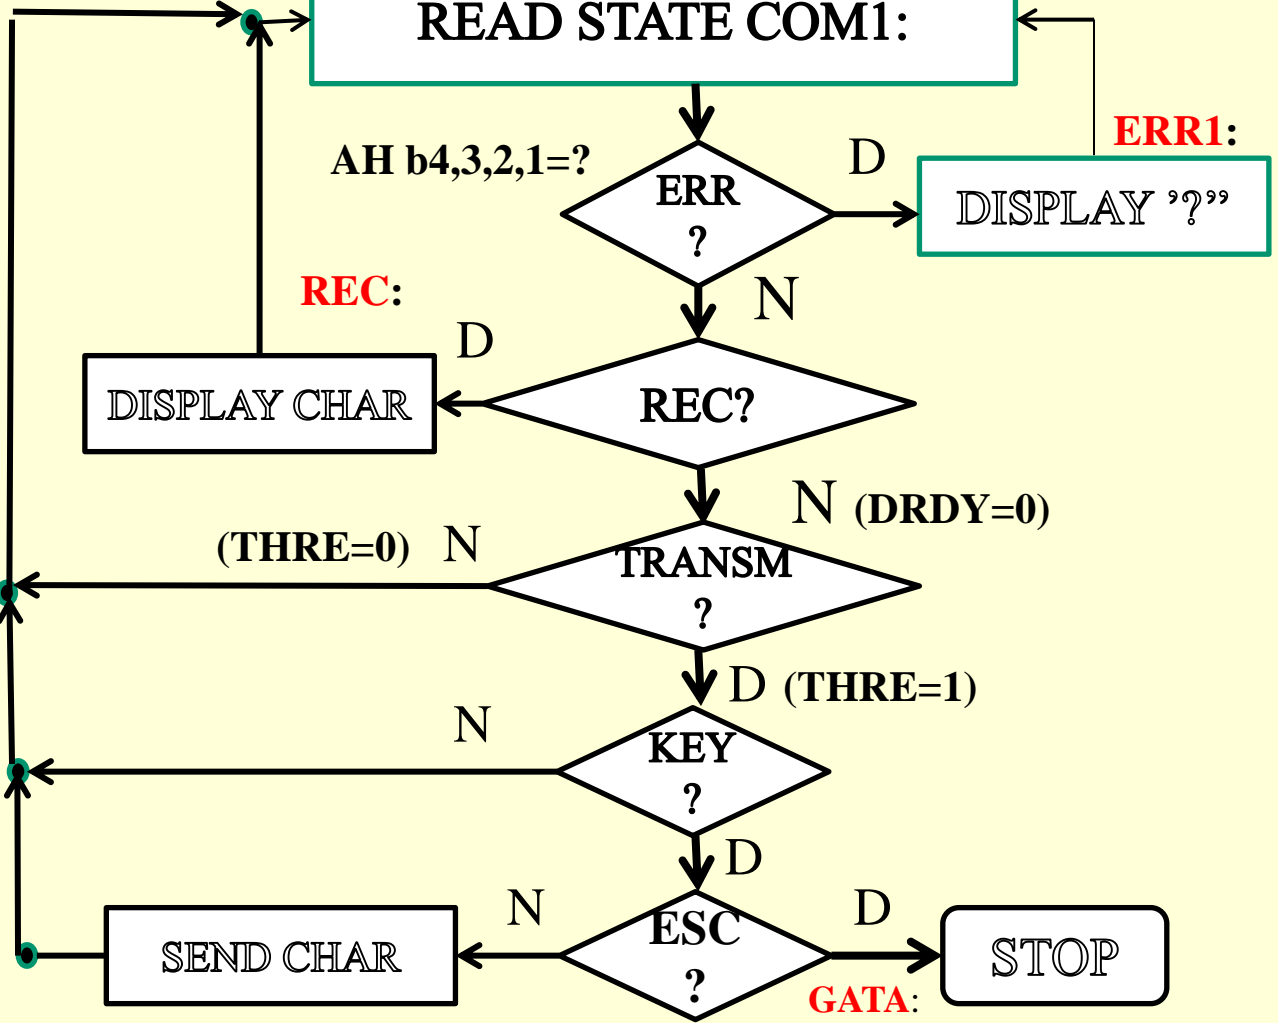 READ STATE COM1:
ERR1:
AH b4,3,2,1=?
D
ERR
?
DISPLAY ’?”
REC:
N
D
DISPLAY CHAR
REC?
N (DRDY=0)
(THRE=0) N
TRANSM
?
D (THRE=1)
N
KEY
?
D
N
D
SEND CHAR
ESC
?
STOP
GATA: